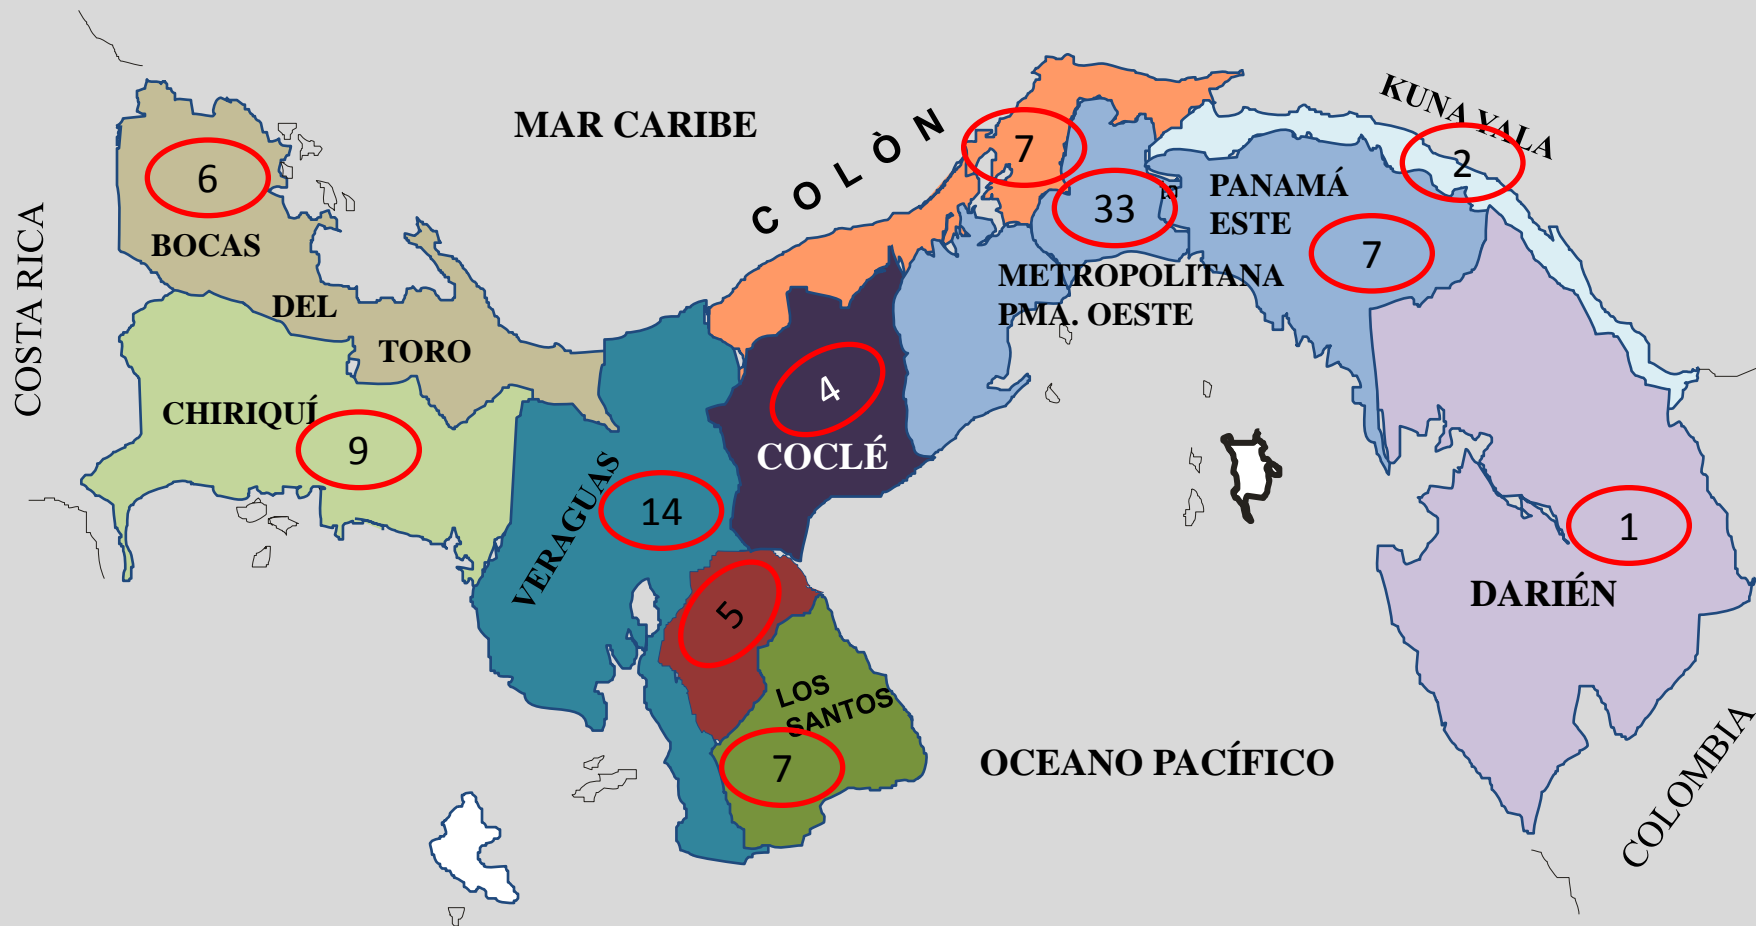 MAR CARIBE
COLÒN
KUNA YALA
7
2
6
33
PANAMÁ
ESTE
COSTA RICA
BOCAS
7
DEL
METROPOLITANA
PMA. OESTE
TORO
4
CHIRIQUÍ
9
COCLÉ
VERAGUAS
14
1
DARIÉN
5
LOS
SANTOS
7
OCEANO PACÍFICO
COLOMBIA